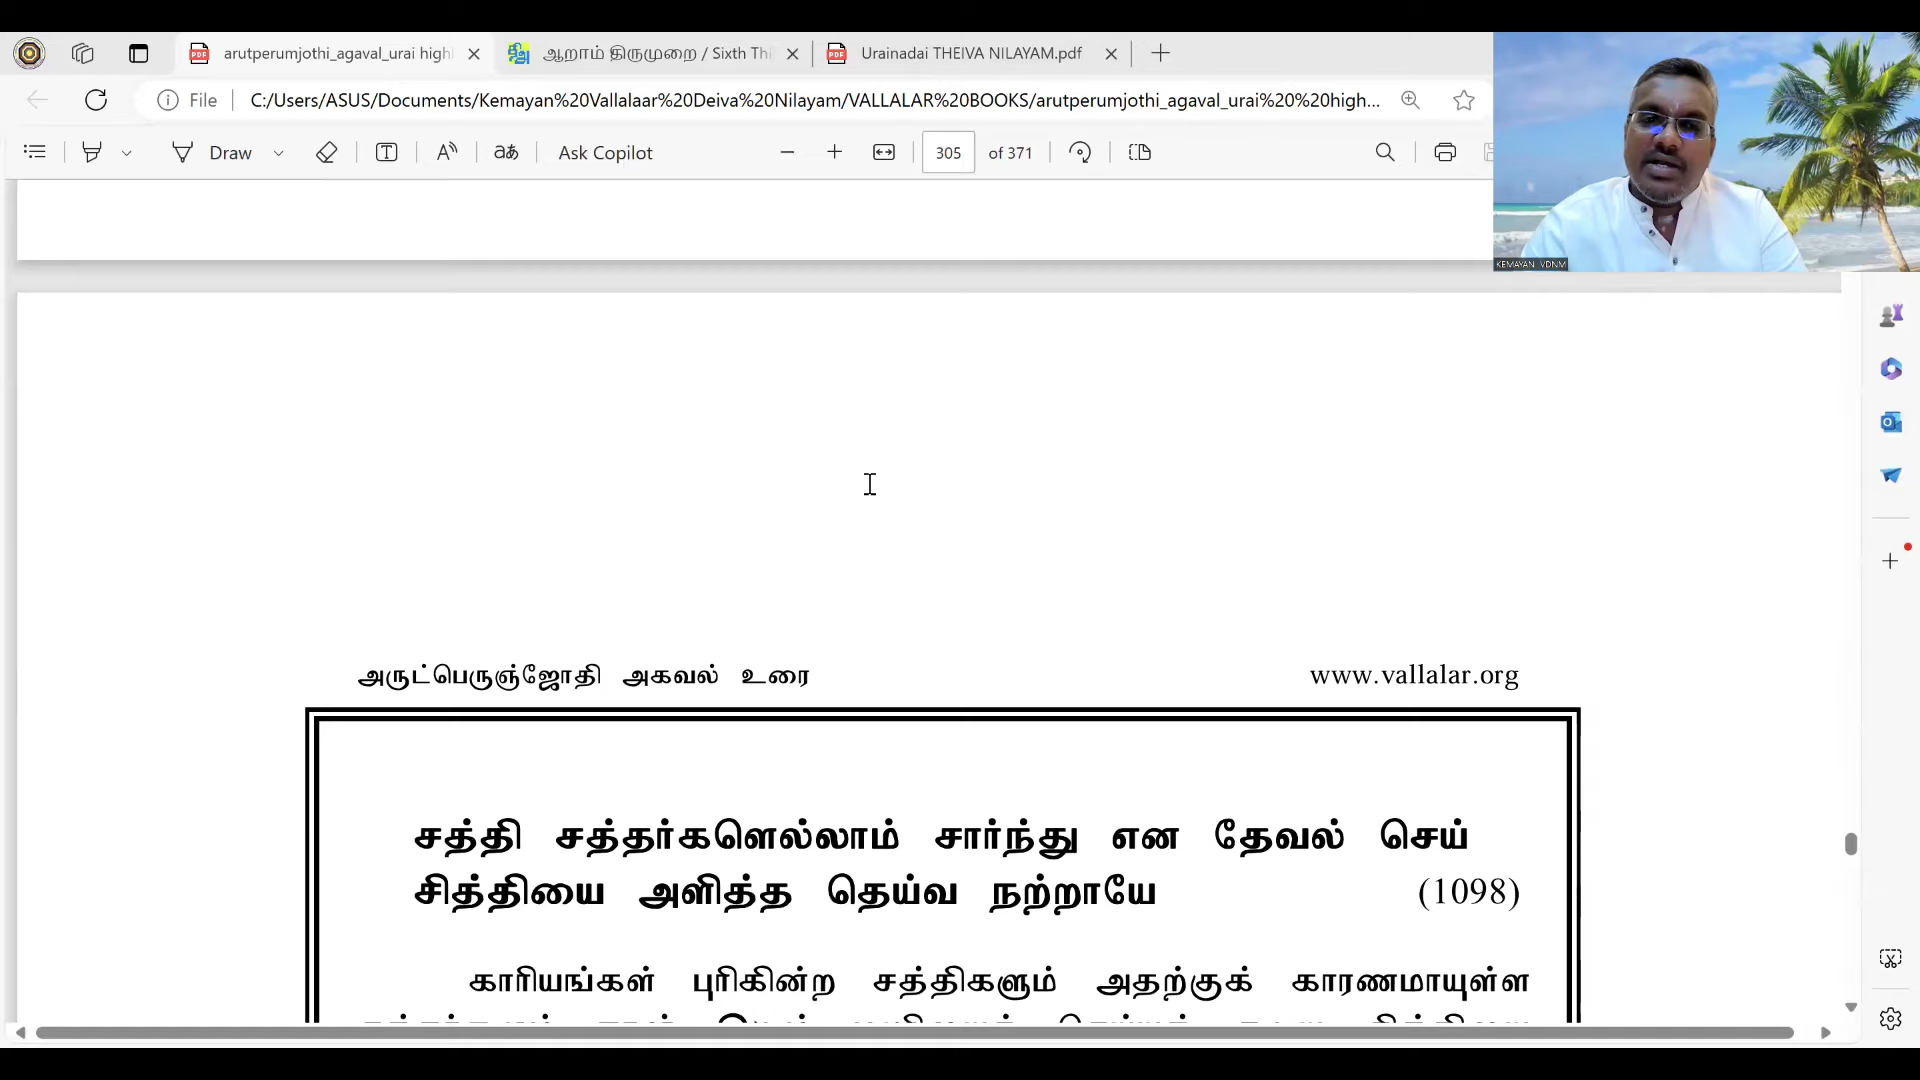 arutperumjothi_agaval_urai high
ஆறாம் திருமுறை / Sixth Thi
Urainadai THEIVA NILAYAM.pdf
File
C:/Users/ASUS/Documents/Kemayan%20Vallalaar%20Deiva%20Nilayam/VALLALAR%20BOOKS/arutperumjothi_agaval_urai%20%20high...
Draw
Ask Copilot
305 of 371
KEMAYAN VDNM
அருட்பெருஞ்ஜோதி அகவல் உரை
www.vallalar.org
சத்தி சத்தர்களெல்லாம் சார்ந்து என தேவல் செய்
சித்தியை அளித்த தெய்வ நற்றாயே (1098)
காரியங்கள் புரிகின்ற சத்திகளும் அதற்குக் காரணமாயுள்ள